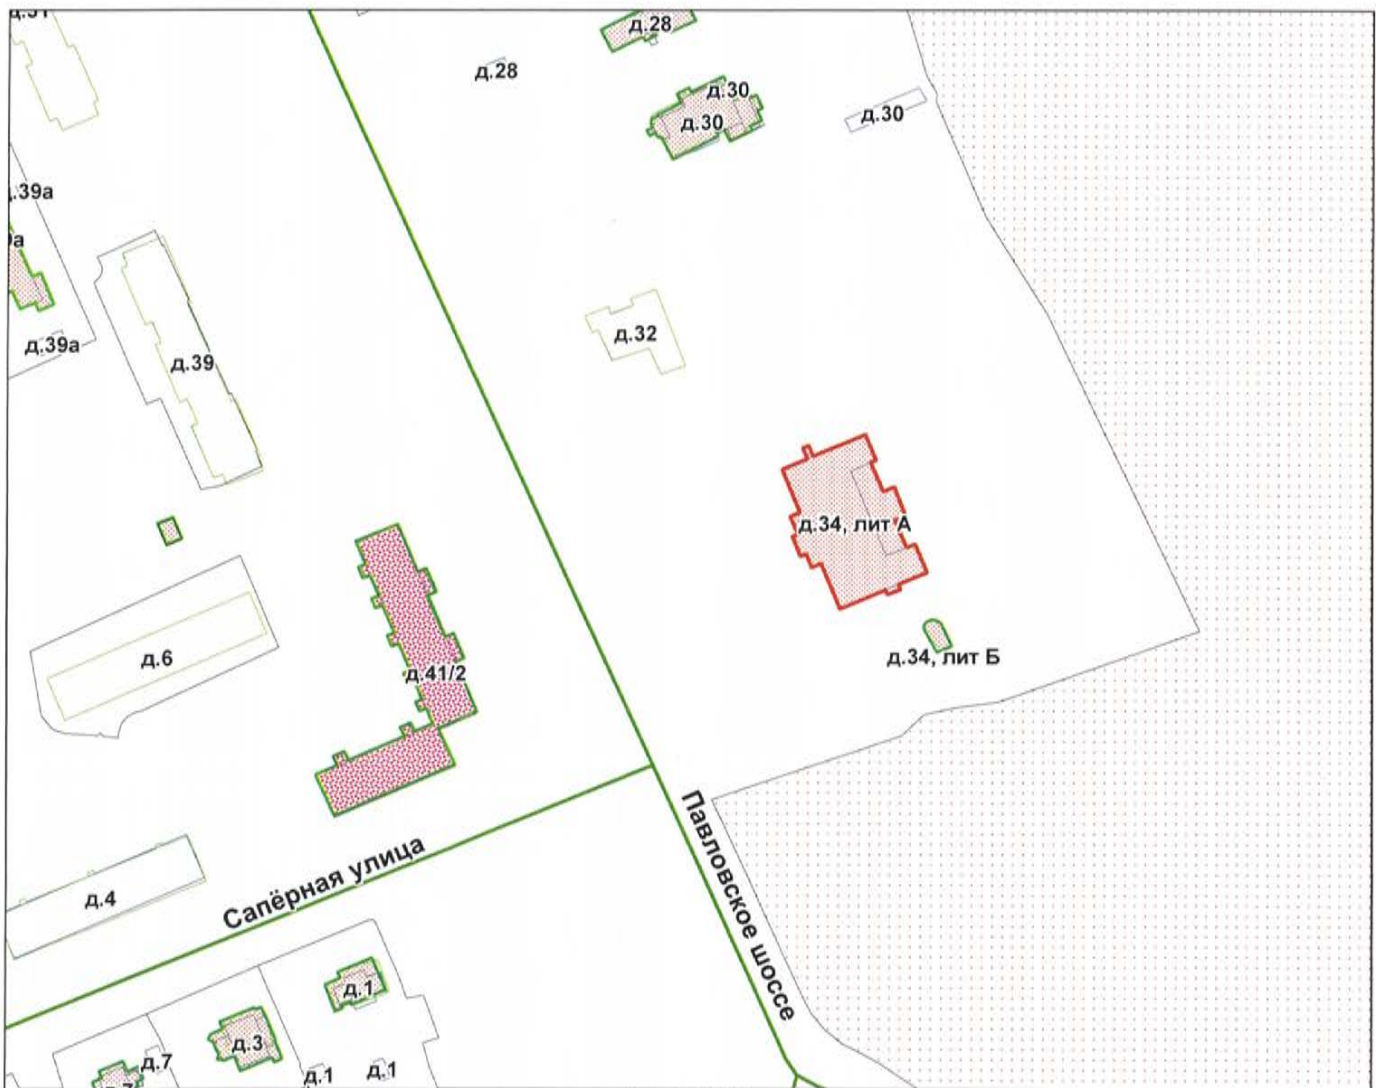 д.31
д.28
д.28
д.30
д.30
д.30
д.39а
д.32
д.39а
д.39
д.34, лит А
д.6
д.34, лит Б
д.41/2
Павловское шоссе
Сапёрная улица
д.4
д.1
д.3
д.7
д.1
д.1